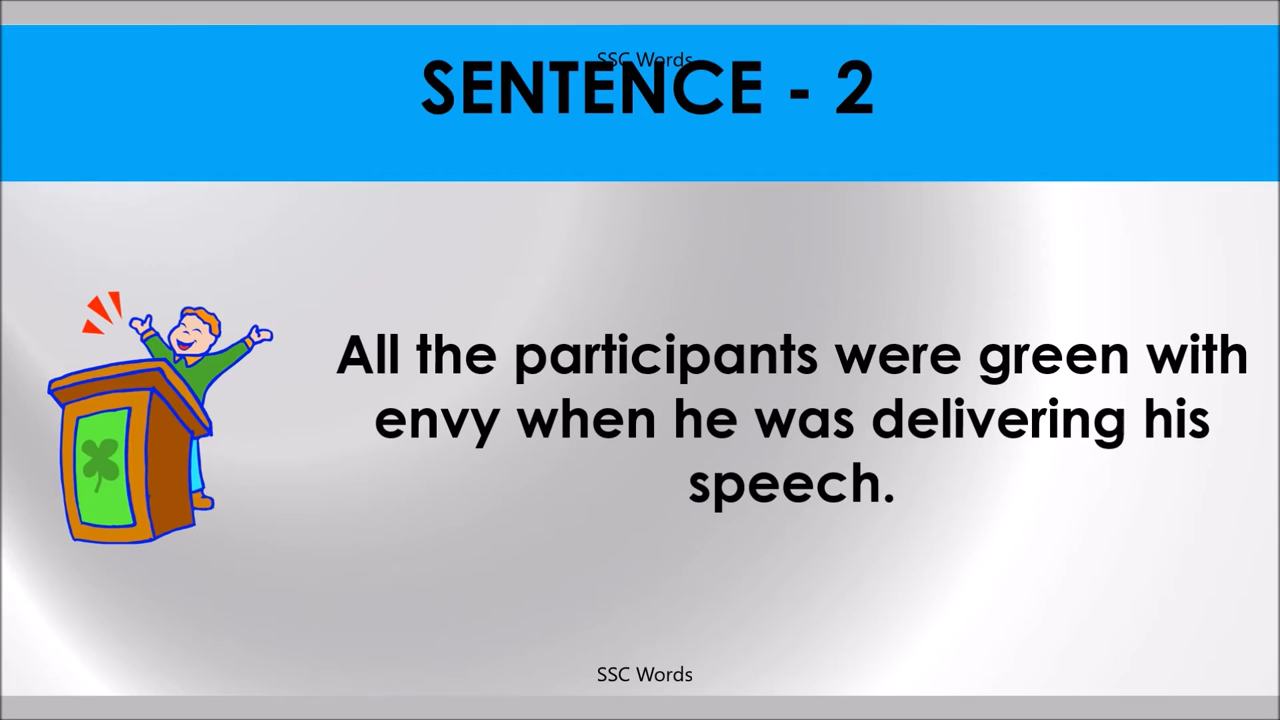 SSC Words
SENTENCE - 2
All the participants were green with
envy when he was delivering his
speech.
SSC Words